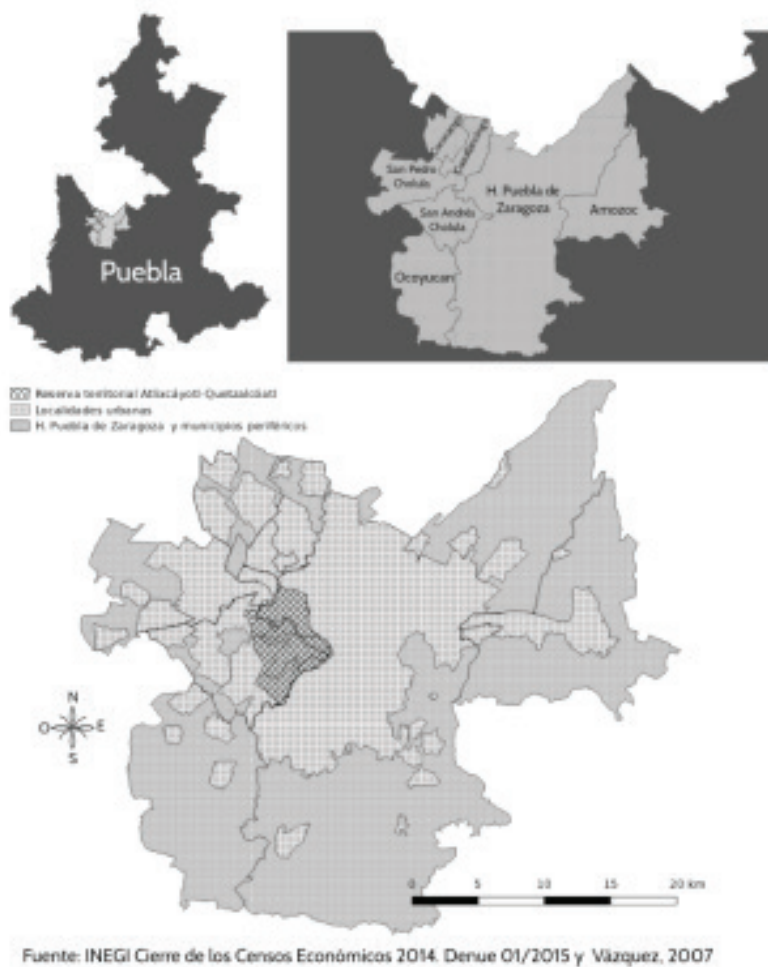 Puebla
San Pedro
Cholula
H. Puebla de
Zaragoza
Amozoc
San Andrés
Cholula
Ocoyucan
Reserva territorial Atlixcáyotl-Quetzalcóatl
Localidades urbanas
H. Puebla de Zaragoza y municipios periféricos
N
O
E
S
0 5 10 15 20 km
Fuente: INEGI Cierre de los Censos Económicos 2014. Denue 01/2015 y Vázquez, 2007